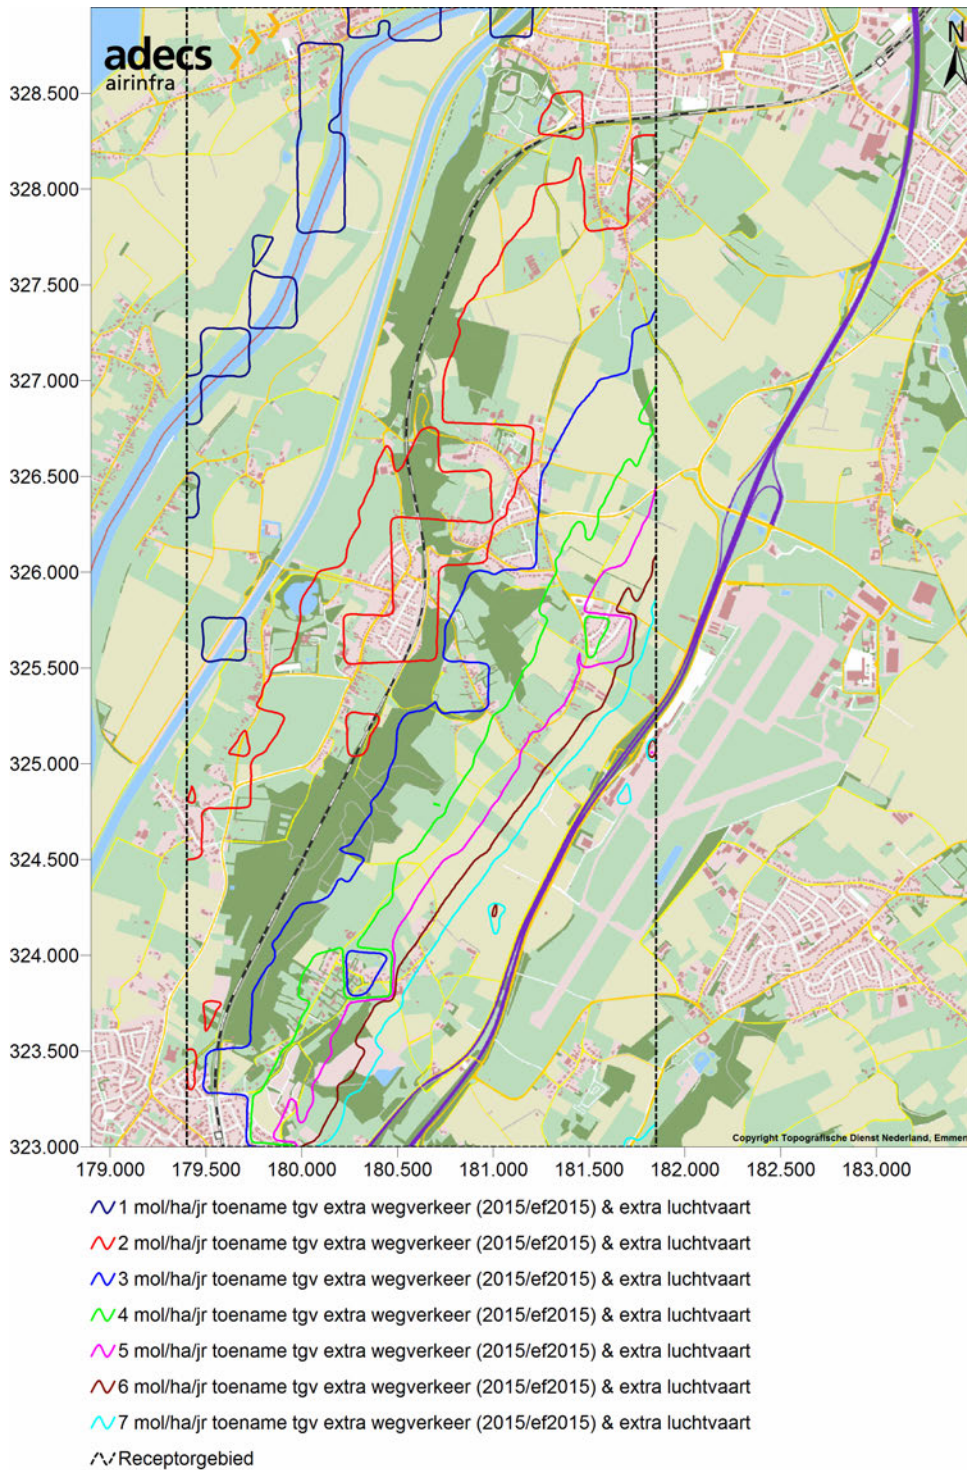 adecs
airinfra
N
328.500
328.000
327.500
327.000
326.500
326.000
325.500
325.000
324.500
324.000
323.500
323.000
Copyright Topografische Dienst Nederland, Emmen
179.000 179.500 180.000 180.500 181.000 181.500 182.000 182.500 183.000
1 mol/ha/jr toename tgv extra wegverkeer (2015/ef2015) & extra luchtvaart
2 mol/ha/jr toename tgv extra wegverkeer (2015/ef2015) & extra luchtvaart
3 mol/ha/jr toename tgv extra wegverkeer (2015/ef2015) & extra luchtvaart
4 mol/ha/jr toename tgv extra wegverkeer (2015/ef2015) & extra luchtvaart
5 mol/ha/jr toename tgv extra wegverkeer (2015/ef2015) & extra luchtvaart
6 mol/ha/jr toename tgv extra wegverkeer (2015/ef2015) & extra luchtvaart
7 mol/ha/jr toename tgv extra wegverkeer (2015/ef2015) & extra luchtvaart
Receptorgebied